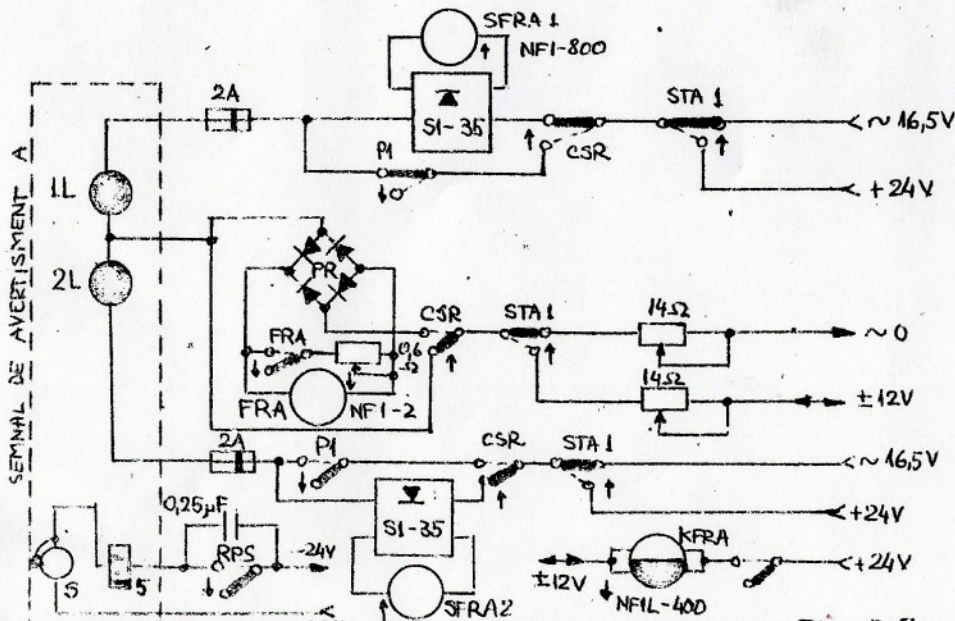 SFRA 1
NF1-800
2A
S1-35
STA 1
~ 16,5V
P1
CSR
+24V
SEMNAL DE AVERTISMENT A
1L
2L
PR
CSR
STA 1
14Ω
~ 0
FRA
0,6
Ω
14Ω
FRA
NF1-2
±12V
2A
P1
CSR
STA 1
~ 16,5V
0,25µF
S1-35
+24V
RPS
-24V
KFRA
+24V
S
S
±12V
NF1L-400
SFRA2